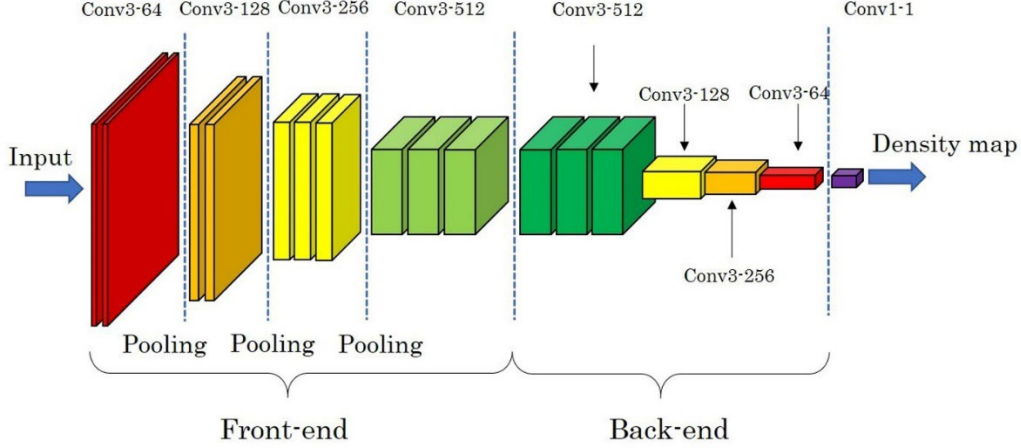 Conv3-64 Conv3-128 Conv3-256 Conv3-512 Conv3-512 Conv1-1
Conv3-128 Conv3-64
Input
Density map
Conv3-256
Pooling Pooling Pooling
Front-end Back-end